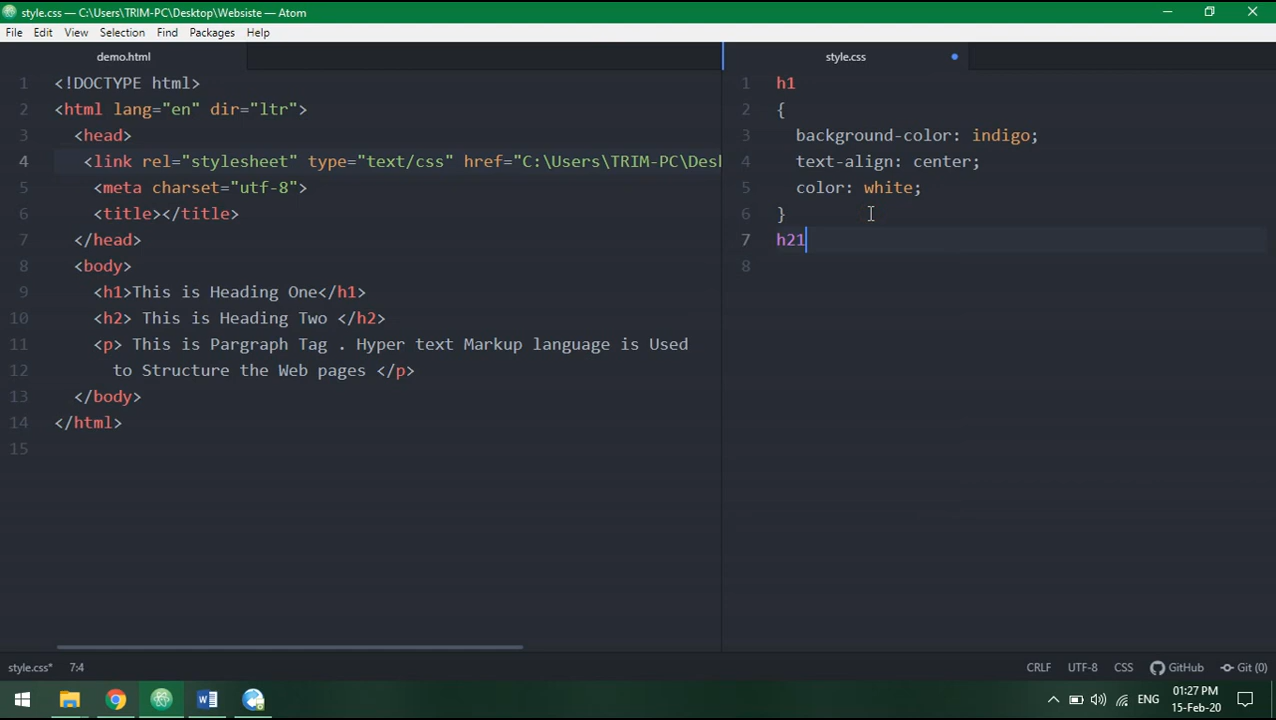 style.css — C:\Users\TRIM-PC\Desktop\Websiste — Atom
File Edit View Selection Find Packages Help
demo.html
1 <!DOCTYPE html>
2 <html lang="en" dir="ltr">
3 <head>
4 <link rel="stylesheet" type="text/css" href="C:\Users\TRIM-PC\Desk
5 <meta charset="utf-8">
6 <title></title>
7 </head>
8 <body>
9 <h1>This is Heading One</h1>
10 <h2> This is Heading Two </h2>
11 <p> This is Pargraph Tag . Hyper text Markup language is Used
12 to Structure the Web pages </p>
13 </body>
14 </html>
15
style.css
1 h1
2 {
3 background-color: indigo;
4 text-align: center;
5 color: white;
6 }
7 h21
8
style.css* 7:4
CRLF UTF-8 CSS GitHub Git (0)
ENG
01:27 PM
15-Feb-20